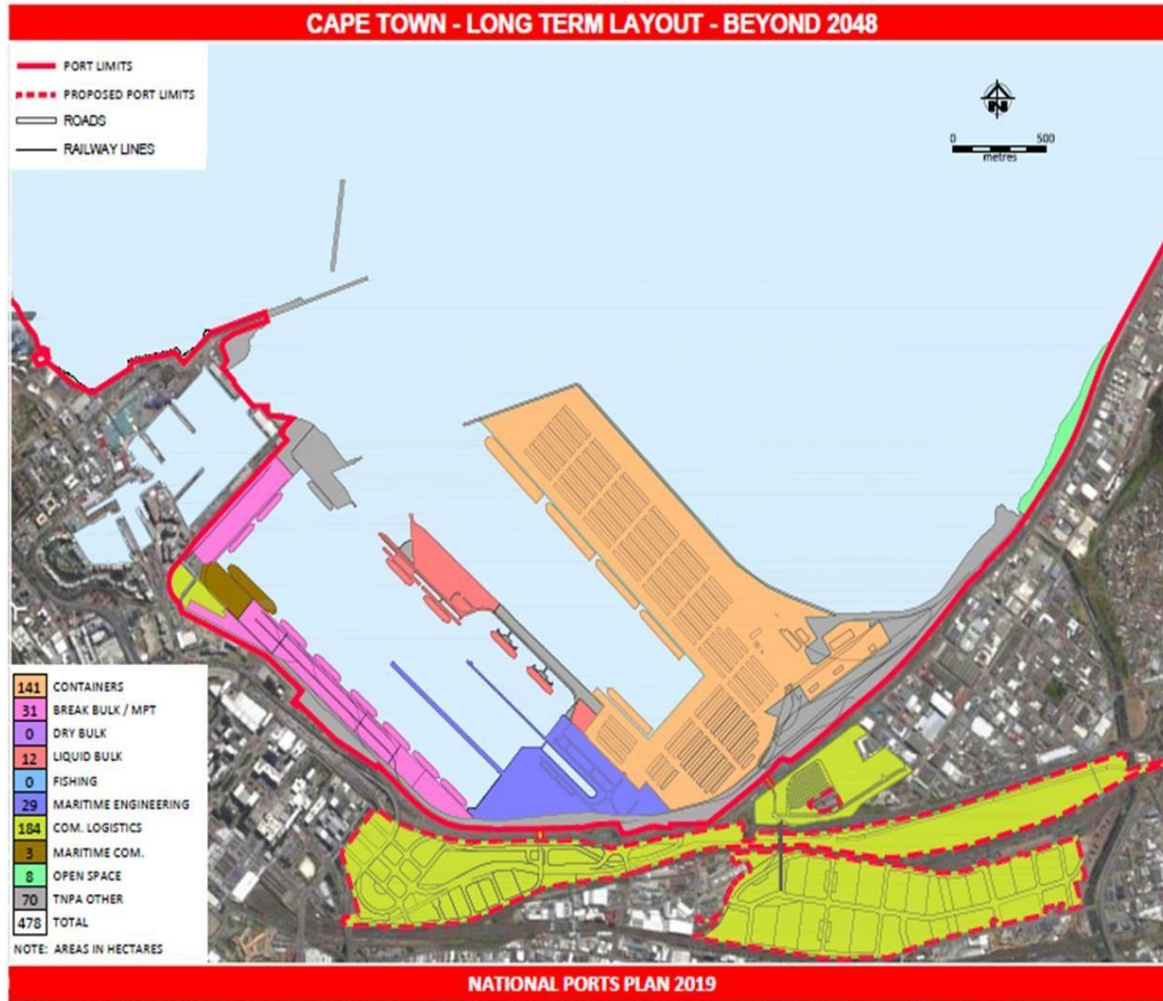 CAPE TOWN - LONG TERM LAYOUT - BEYOND 2048
PORT LIMITS
PROPOSED PORT LIMITS
ROADS
RAILWAY LINES
N
0 500
metres
141 CONTAINERS
31 BREAK BULK / MPT
0 DRY BULK
12 LIQUID BULK
0 FISHING
29 MARITIME ENGINEERING
184 COM. LOGISTICS
3 MARITIME COM.
8 OPEN SPACE
70 TNPA OTHER
478 TOTAL
NOTE: AREAS IN HECTARES
NATIONAL PORTS PLAN 2019